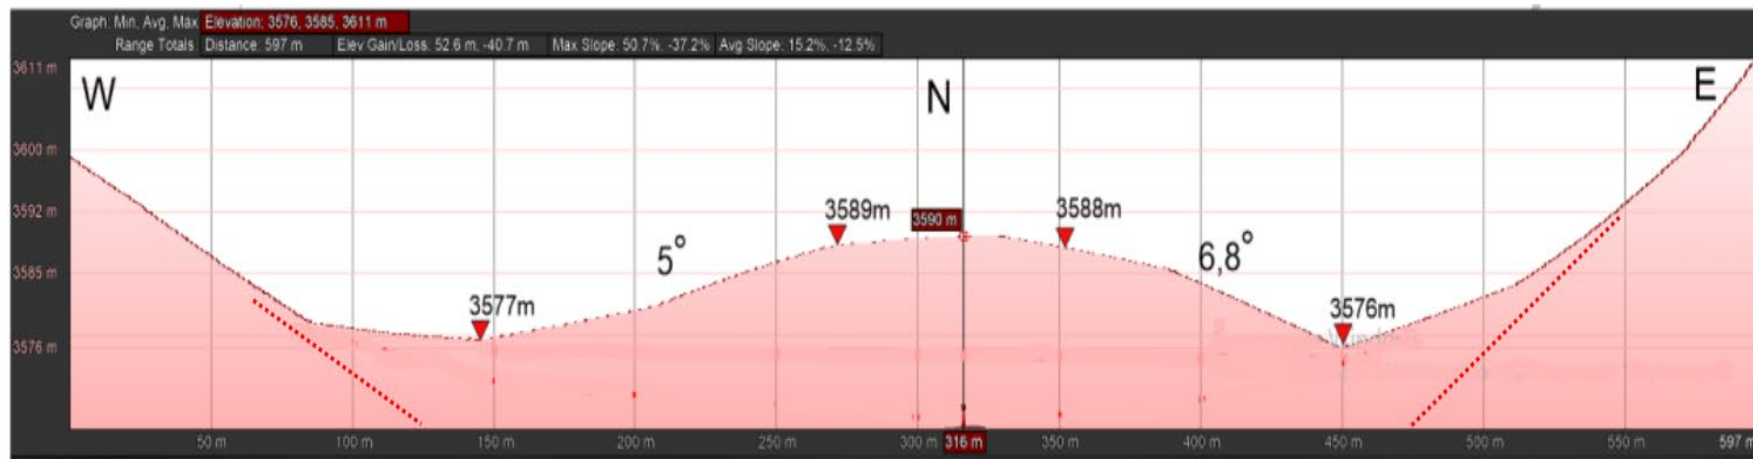 Graph: Min, Avg, Max Elevation: 3576, 3585, 3611 m
Range Totals Distance: 597 m Elev Gain/Loss: 52.6 m, -40.7 m Max Slope: 50.7%, -37.2% Avg Slope: 15.2%, -12.5%
3611 m
W N E
3600 m
3592 m 3589m 3590 m 3588m
3585 m 5° 6,8°
3577m 3576m
3576 m
50 m 100 m 150 m 200 m 250 m 300 m 316 m 350 m 400 m 450 m 500 m 550 m 597 m